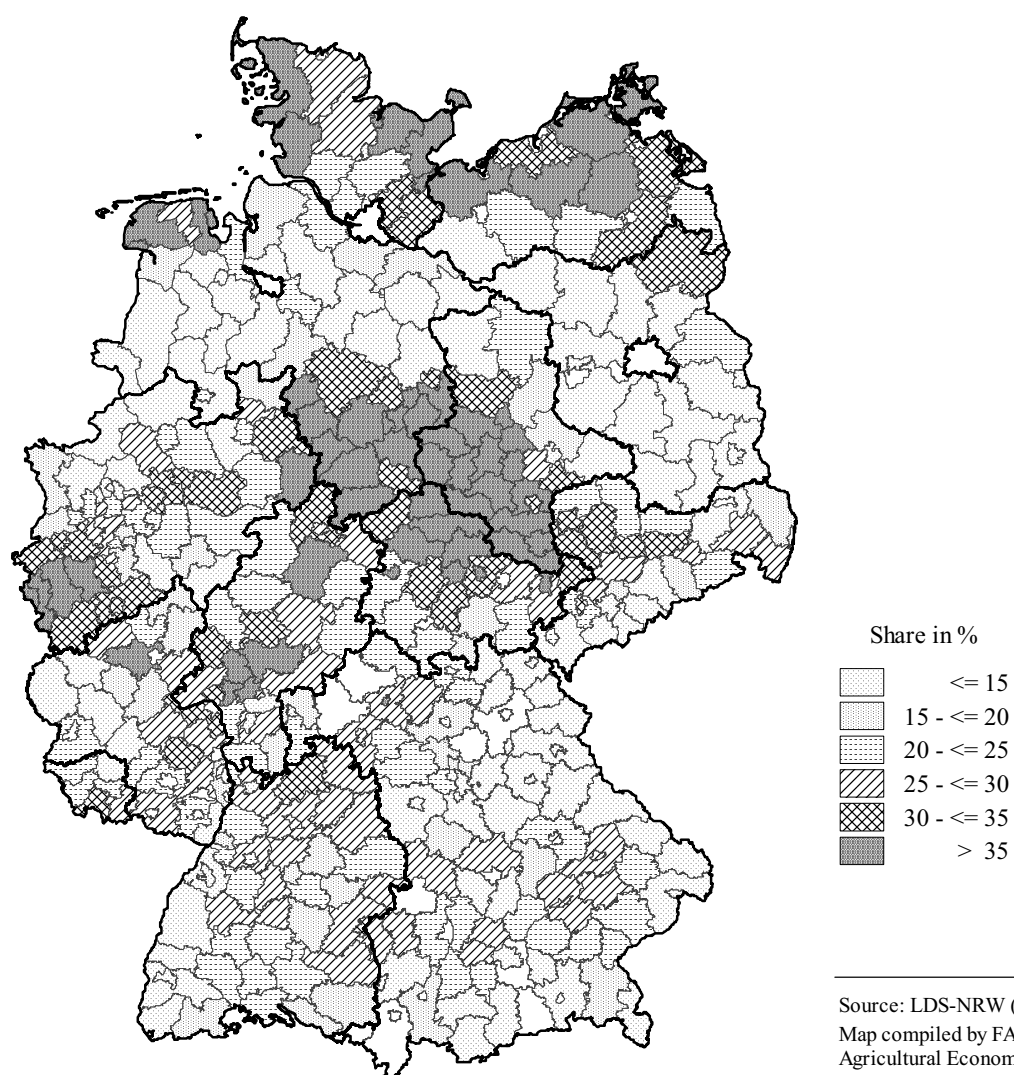 Share in %
<= 15
15 - <= 20
20 - <= 25
25 - <= 30
30 - <= 35
> 35
Source: LDS-NRW (
Map compiled by FA
Agricultural Econom